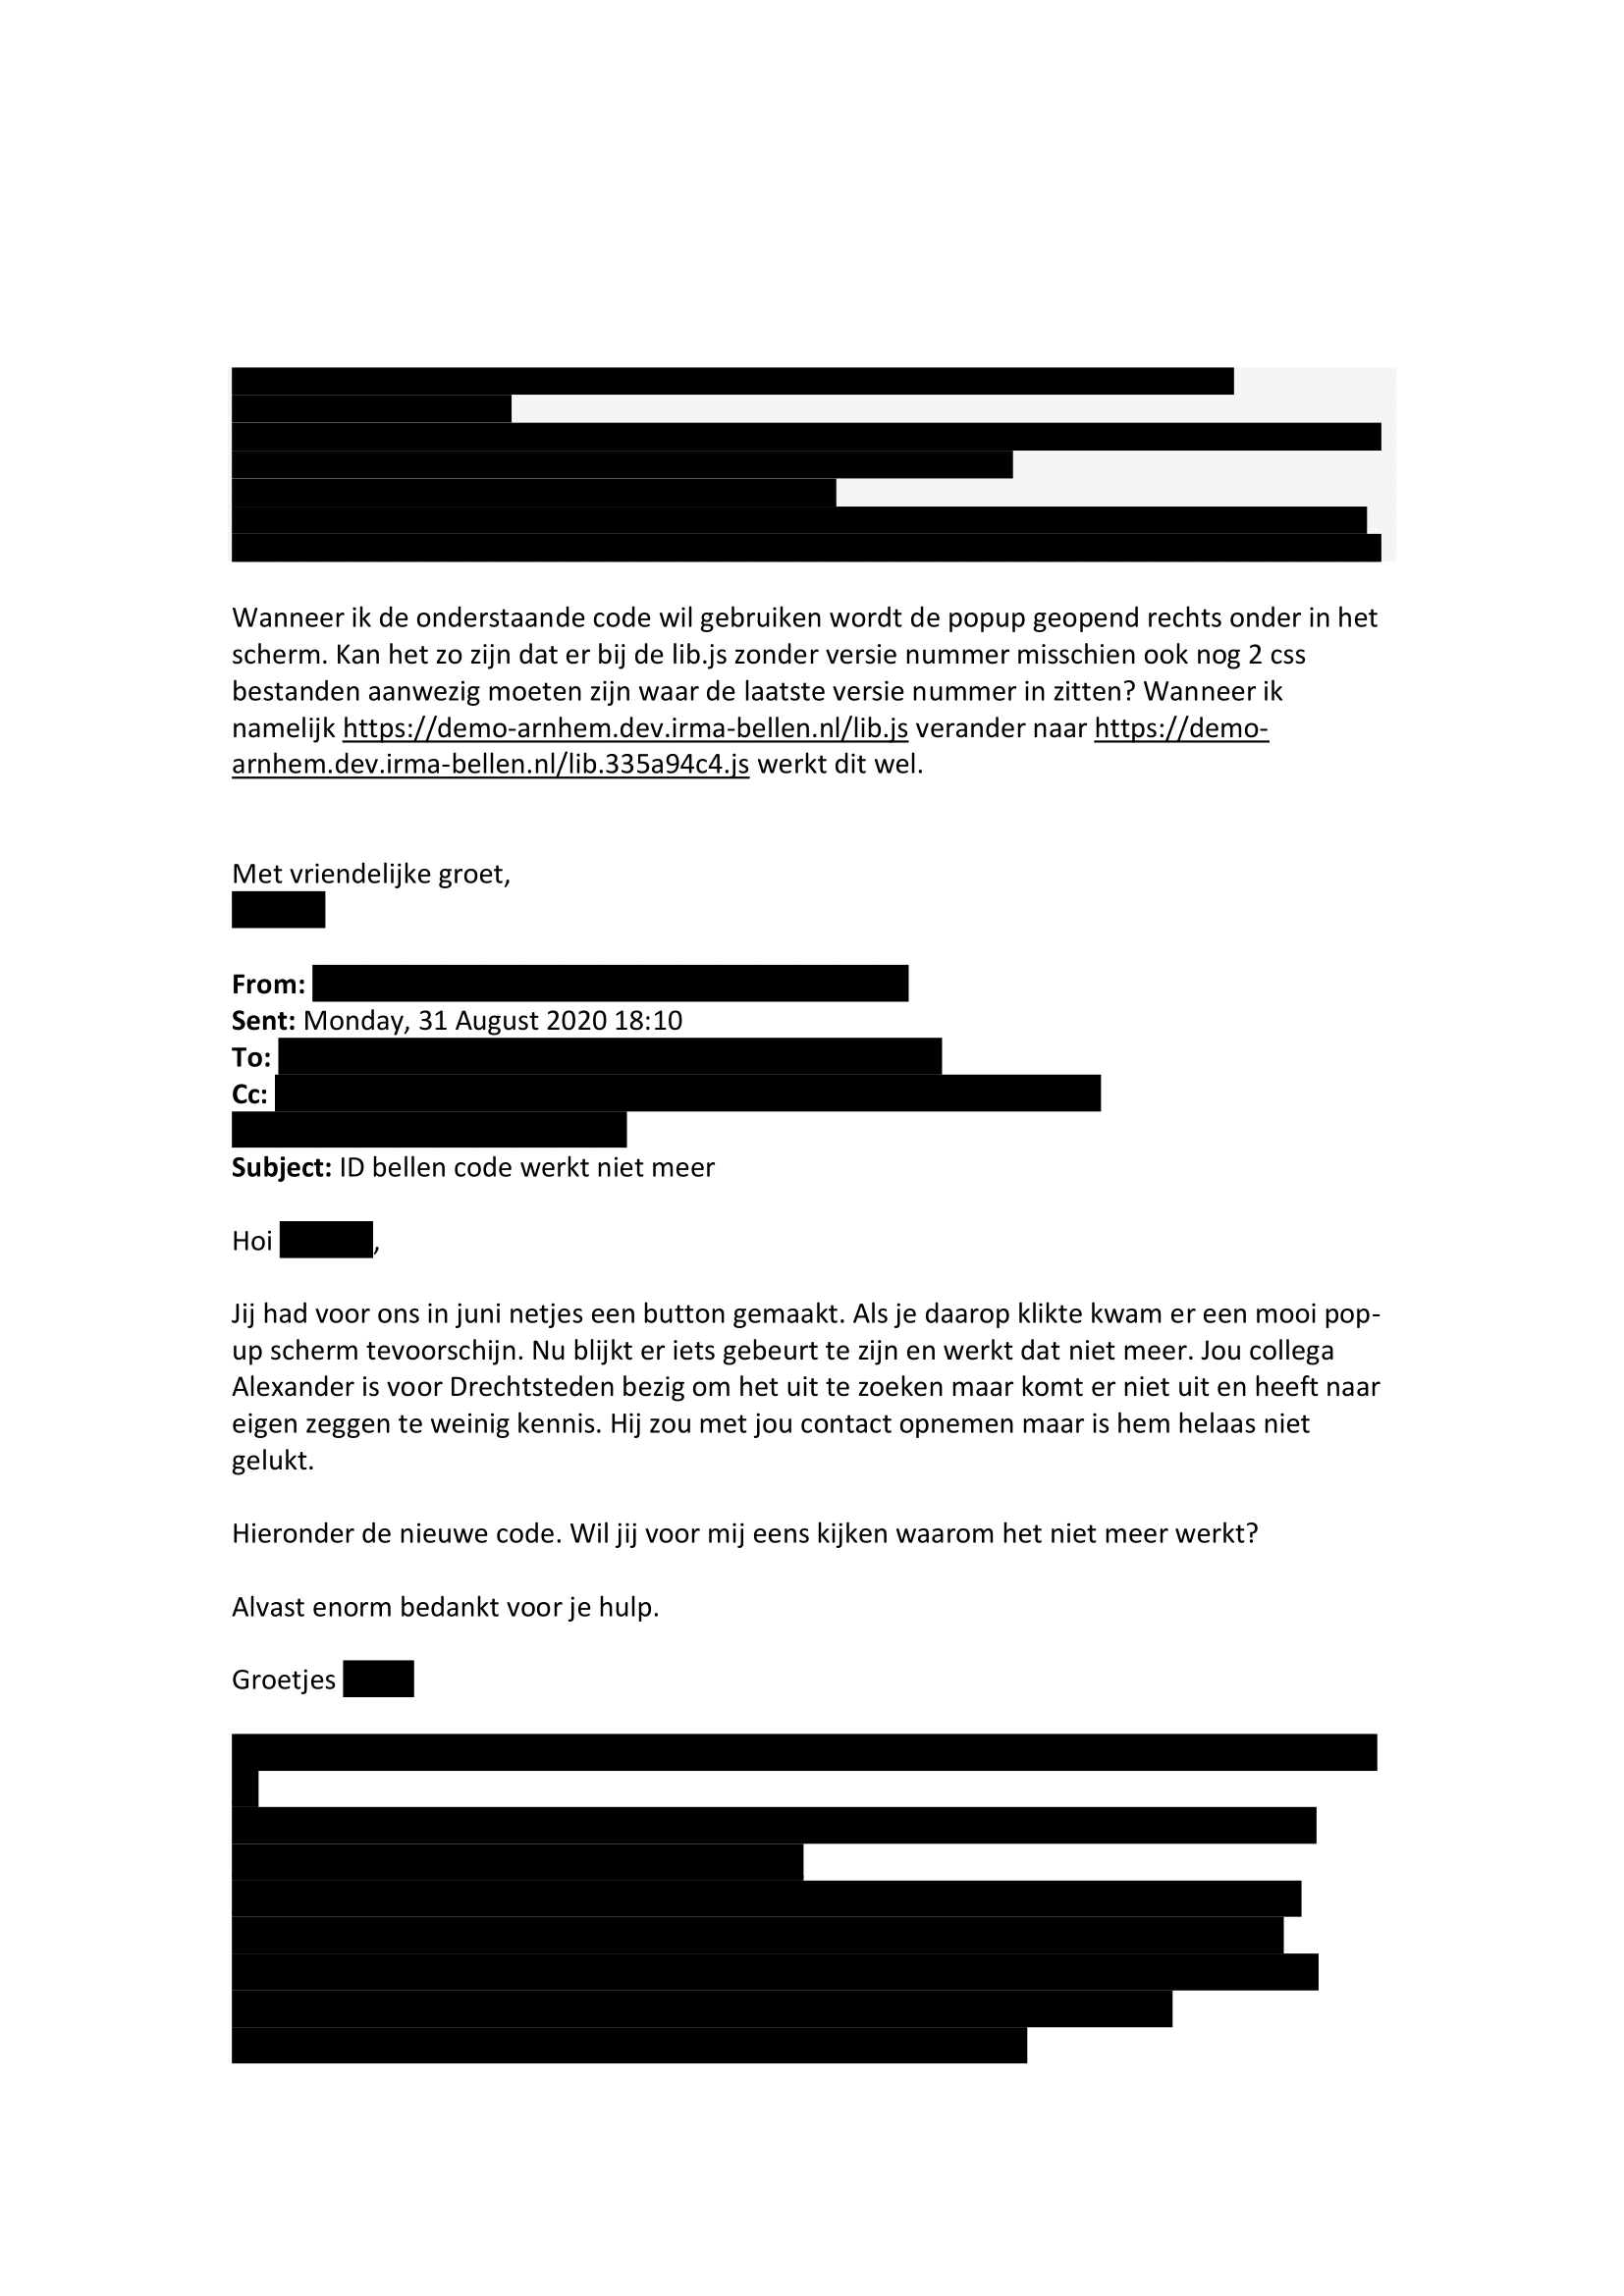 Wanneer ik de onderstaande code wil gebruiken wordt de popup geopend rechts onder in het
scherm. Kan het zo zijn dat er bij de lib.js zonder versie nummer misschien ook nog 2 css
bestanden aanwezig moeten zijn waar de laatste versie nummer in zitten? Wanneer ik
namelijk https://demo-arnhem.dev.irma-bellen.nl/lib.js verander naar https://demo-
arnhem.dev.irma-bellen.nl/lib.335a94c4.js werkt dit wel.
Met vriendelijke groet,
From:
Sent: Monday, 31 August 2020 18:10
To:
Cc:
Subject: ID bellen code werkt niet meer
Hoi ,
Jij had voor ons in juni netjes een button gemaakt. Als je daarop klikte kwam er een mooi pop-
up scherm tevoorschijn. Nu blijkt er iets gebeurt te zijn en werkt dat niet meer. Jou collega
Alexander is voor Drechtsteden bezig om het uit te zoeken maar komt er niet uit en heeft naar
eigen zeggen te weinig kennis. Hij zou met jou contact opnemen maar is hem helaas niet
gelukt.
Hieronder de nieuwe code. Wil jij voor mij eens kijken waarom het niet meer werkt?
Alvast enorm bedankt voor je hulp.
Groetjes